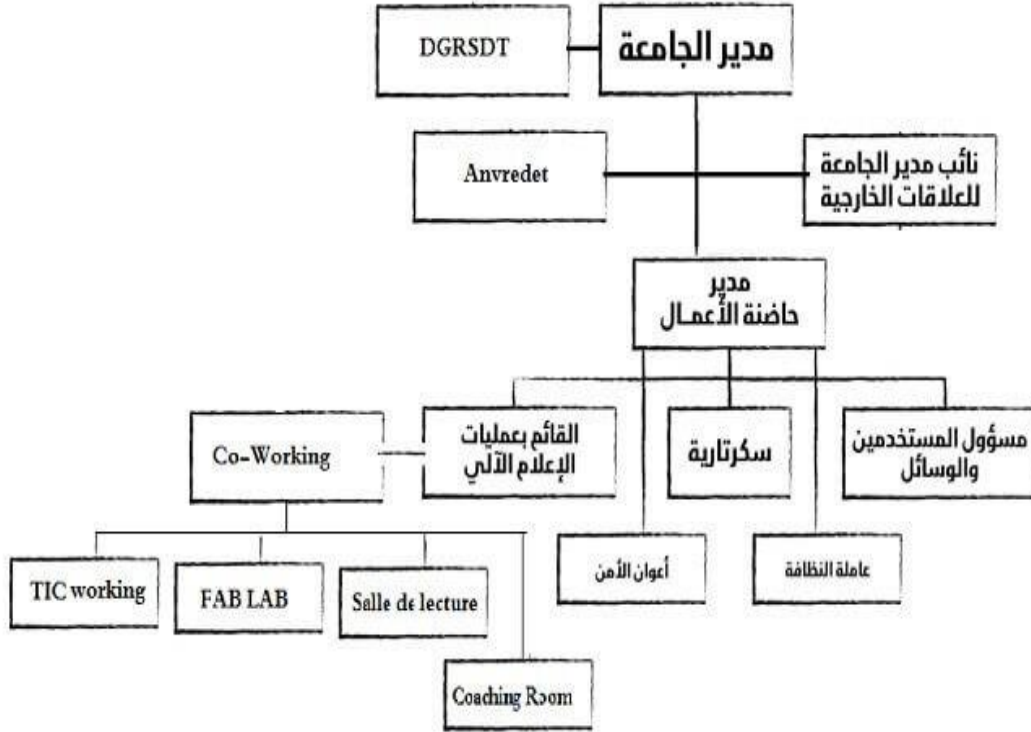 DGRSDT
مدير الجامعة
Anvredet
نائب مدير الجامعة
للعلاقات الخارجية
مدير
حاضنة الأعمـال
Co-Working
القائم بعمليات
الإعلام الآلي
سكرتارية
مسؤول المستخدمين
والوسائل
أعوان الأمن
عاملة النظافة
TIC working
FAB LAB
Salle de lecture
Coaching Room